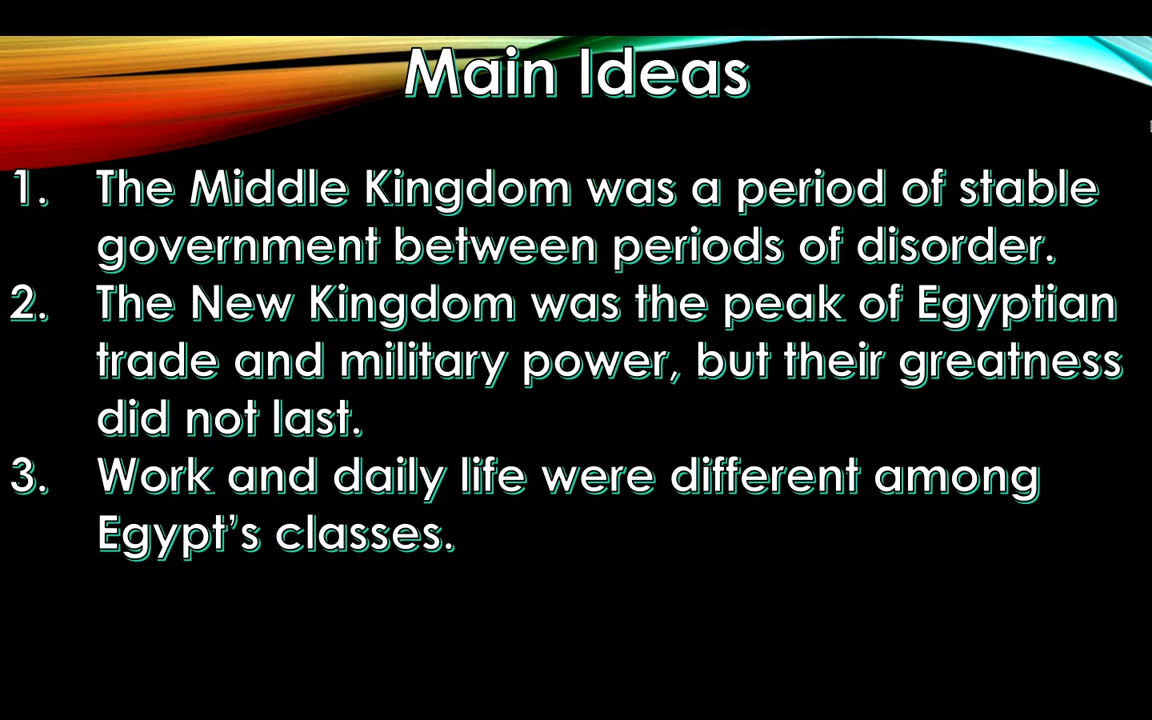 Main Ideas
1. The Middle Kingdom was a period of stable
government between periods of disorder.
2. The New Kingdom was the peak of Egyptian
trade and military power, but their greatness
did not last.
3. Work and daily life were different among
Egypt’s classes.